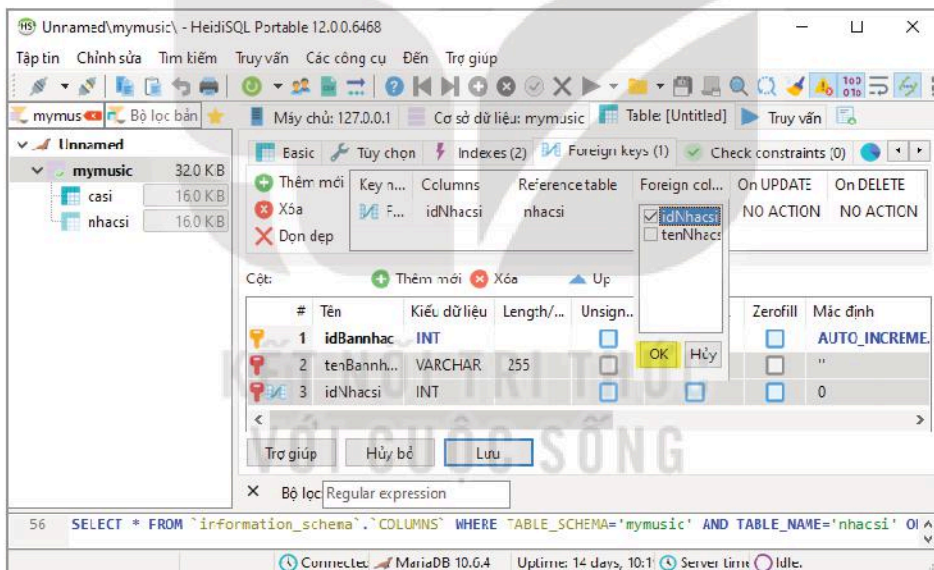 Unnamed\mymusic\ - HeidiSQL Portable 12.0.0.6468
Tập tin Chỉnh sửa Tìm kiếm Truy vấn Các công cụ Đến Trợ giúp
mymus Bộ lọc bản Máy chủ: 127.0.0.1 Cơ sở dữ liệu: mymusic Table: [Untitled] Truy vấn
Unnamed
mymusic 32.0 KB
casi 16.0 KB
nhacsi 16.0 KB
Basic Tùy chọn Indexes (2) Foreign keys (1) Check constraints (0)
Thêm mới
Xóa
Dọn dẹp
Key n... Columns Reference table Foreign col... On UPDATE On DELETE
F... idNhacsi nhacsi NO ACTION NO ACTION
idNhacsi
tenNhacs
OK Hủy
Cột: Thêm mới Xóa Up
# Tên Kiểu dữ liệu Length/... Unsign... Zerofill Mặc định
1 idBannhac INT AUTO_INCREME.
2 tenBannh... VARCHAR 255 ''
3 idNhacsi INT 0
Trợ giúp Hủy bỏ Lưu
KẾT NỐI TRI THỨC
VỚI CUỘC SỐNG
Bộ lọc: Regular expression
56 SELECT * FROM `information_schema`.`COLUMNS` WHERE TABLE_SCHEMA='mymusic' AND TABLE_NAME='nhacsi'
Connected MariaDB 10.6.4 Uptime: 14 days, 10:1 Server time Idle.